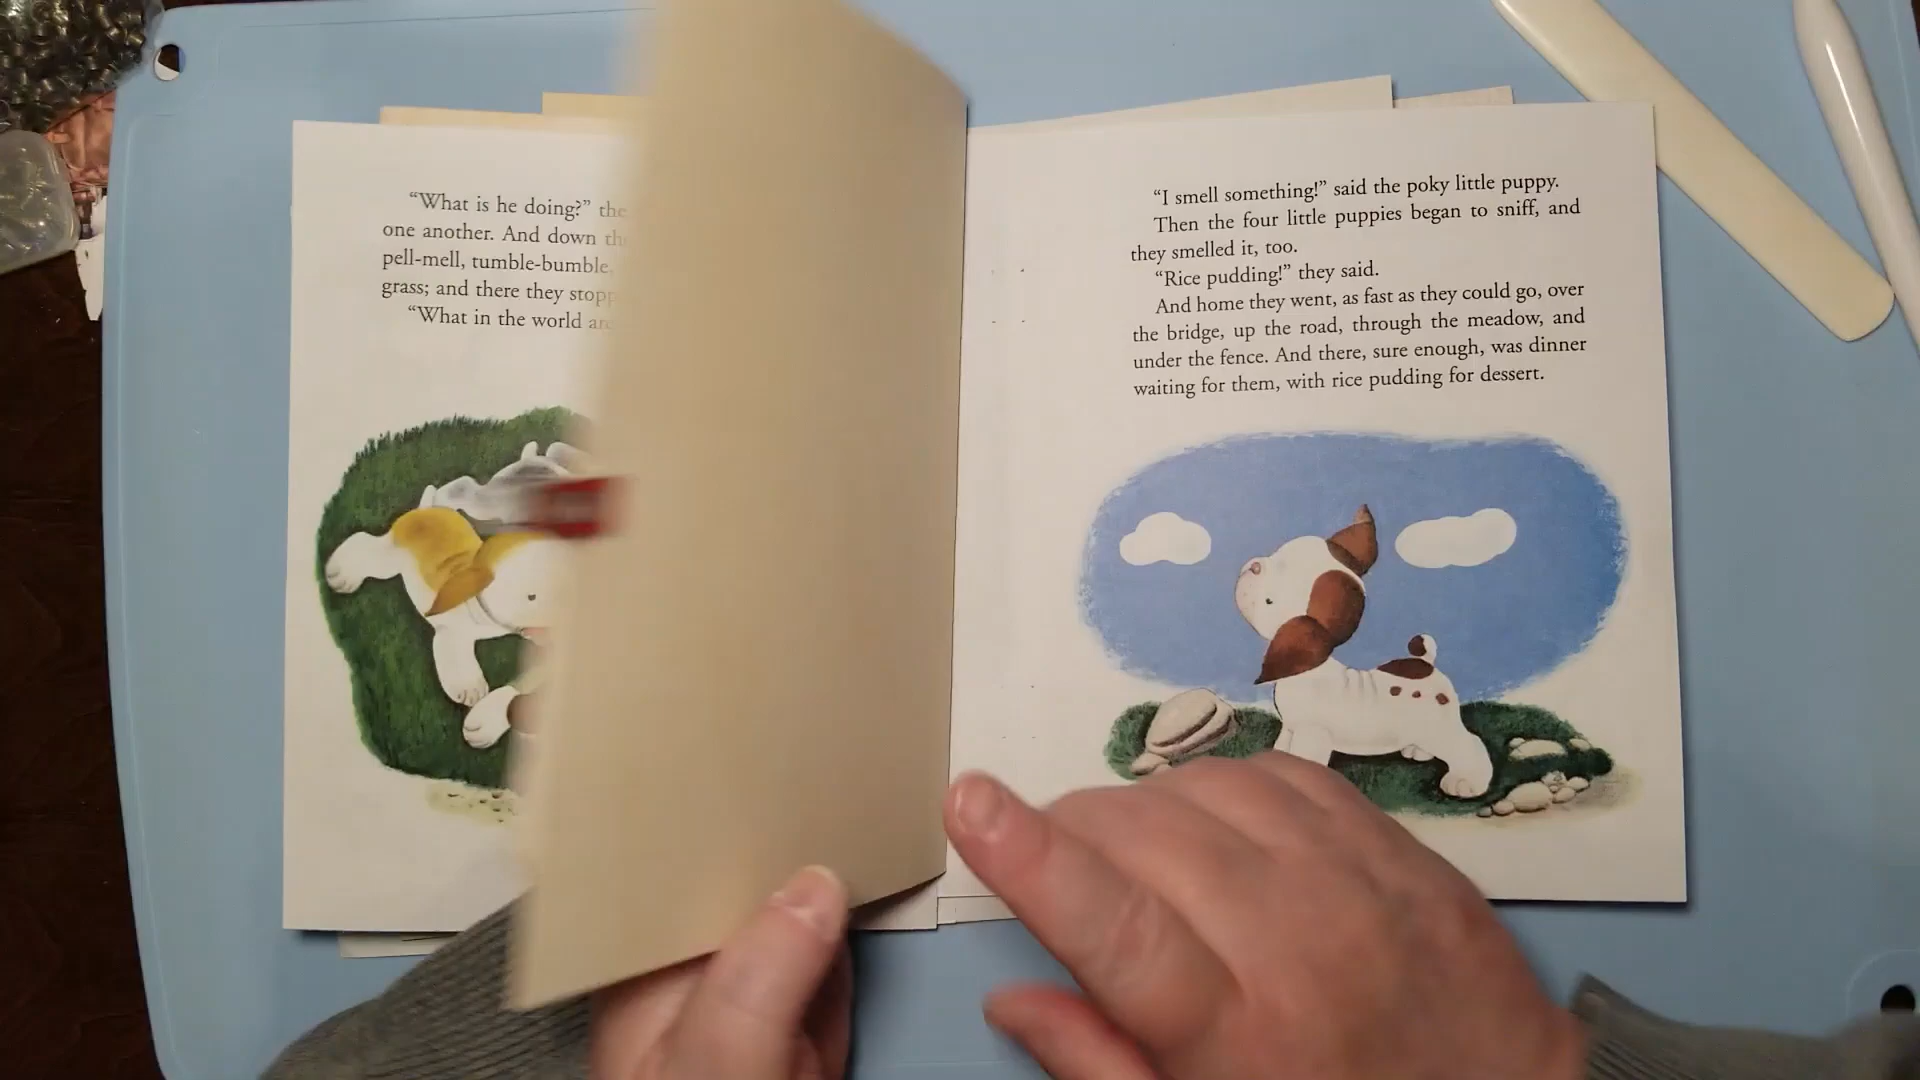 “What is he doing?” the
one another. And down th
pell-mell, tumble-bumble,
grass; and there they stopp
“What in the world ar
“I smell something!” said the poky little puppy.
Then the four little puppies began to sniff, and
they smelled it, too.
“Rice pudding!” they said.
And home they went, as fast as they could go, over
the bridge, up the road, through the meadow, and
under the fence. And there, sure enough, was dinner
waiting for them, with rice pudding for dessert.